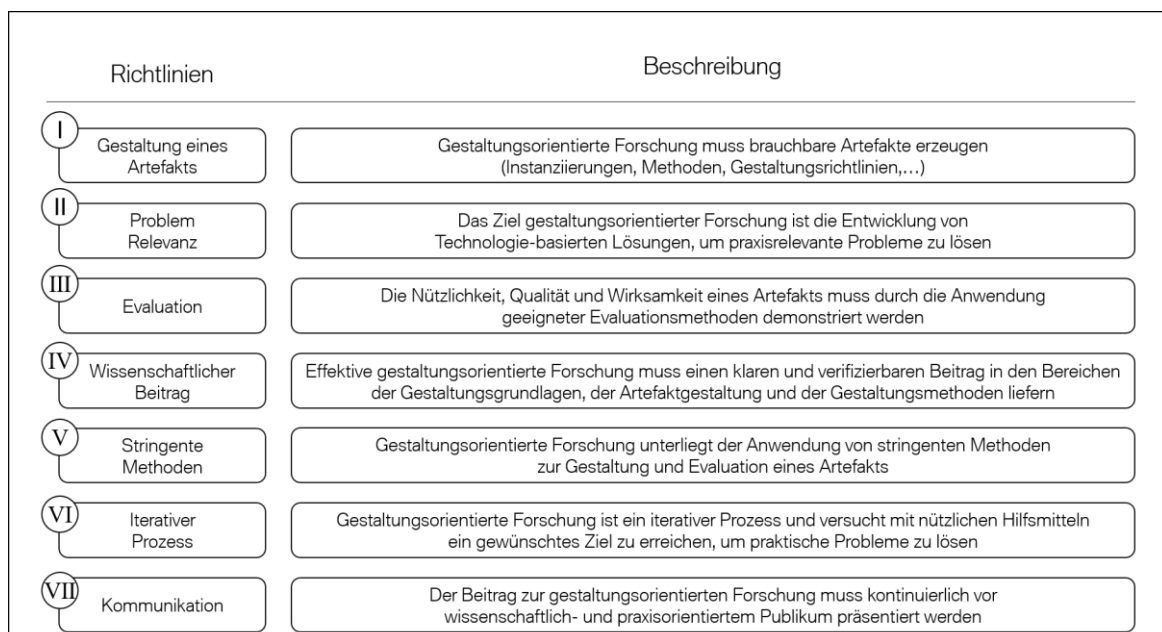 Richtlinien
Beschreibung
I
Gestaltung eines
Artefakts
Gestaltungsorientierte Forschung muss brauchbare Artefakte erzeugen
(Instanziierungen, Methoden, Gestaltungsrichtlinien,...)
II
Problem
Relevanz
Das Ziel gestaltungsorientierter Forschung ist die Entwicklung von
Technologie-basierten Lösungen, um praxisrelevante Probleme zu lösen
III
Evaluation
Die Nützlichkeit, Qualität und Wirksamkeit eines Artefakts muss durch die Anwendung
geeigneter Evaluationsmethoden demonstriert werden
IV
Wissenschaftlicher
Beitrag
Effektive gestaltungsorientierte Forschung muss einen klaren und verifizierbaren Beitrag in den Bereichen
der Gestaltungsgrundlagen, der Artefaktgestaltung und der Gestaltungsmethoden liefern
V
Stringente
Methoden
Gestaltungsorientierte Forschung unterliegt der Anwendung von stringenten Methoden
zur Gestaltung und Evaluation eines Artefakts
VI
Iterativer
Prozess
Gestaltungsorientierte Forschung ist ein iterativer Prozess und versucht mit nützlichen Hilfsmitteln
ein gewünschtes Ziel zu erreichen, um praktische Probleme zu lösen
VII
Kommunikation
Der Beitrag zur gestaltungsorientierten Forschung muss kontinuierlich vor
wissenschaftlich- und praxisorientiertem Publikum präsentiert werden